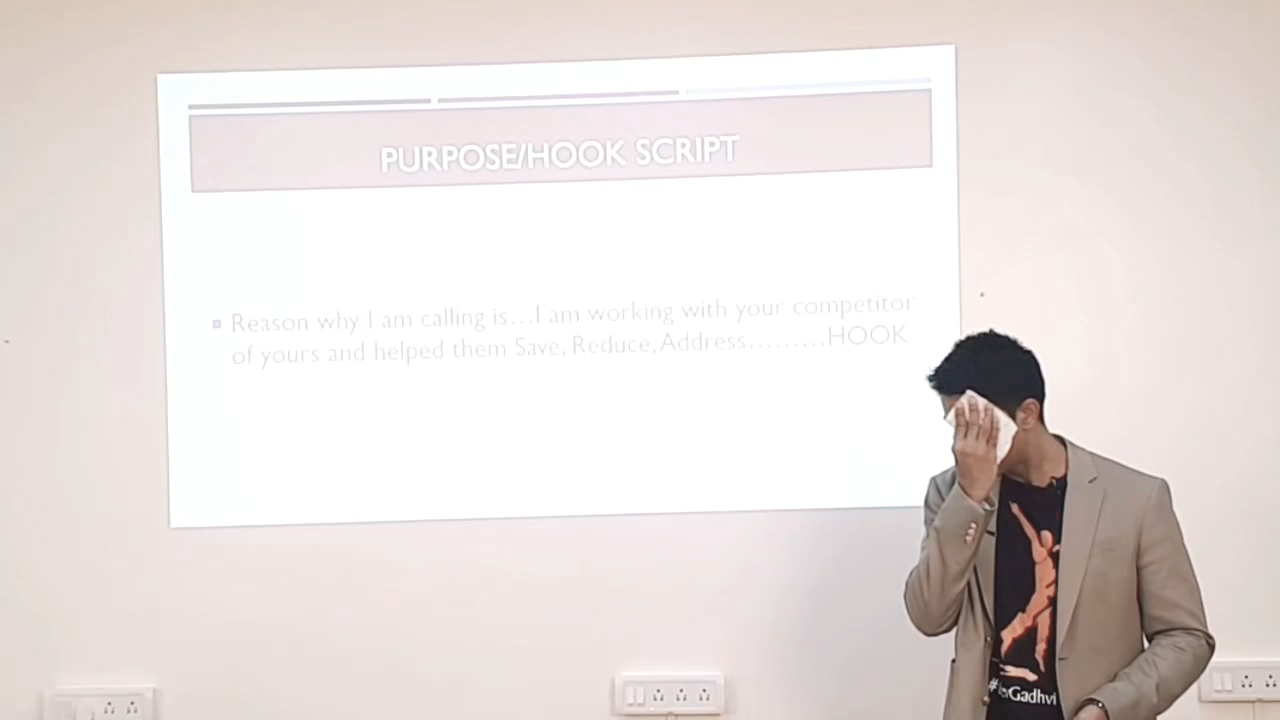 PURPOSE/HOOK SCRIPT
Reason why I am calling is...I am working with your competitor
of yours and helped them Save, Reduce, Address.........HOOK
Gadhvi